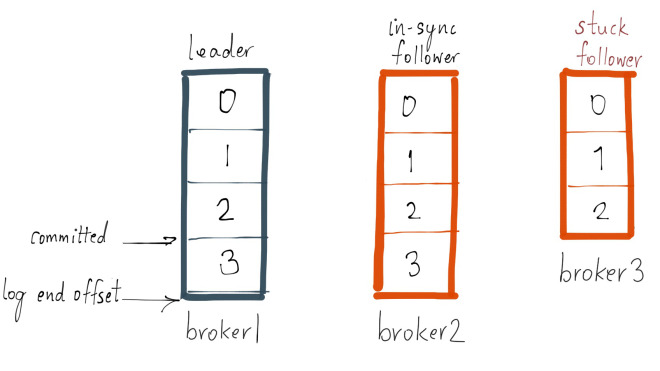 leader
0
1
2
3
committed
log end offset
broker1
in-sync
follower
0
1
2
3
broker2
stuck
follower
0
1
2
broker3